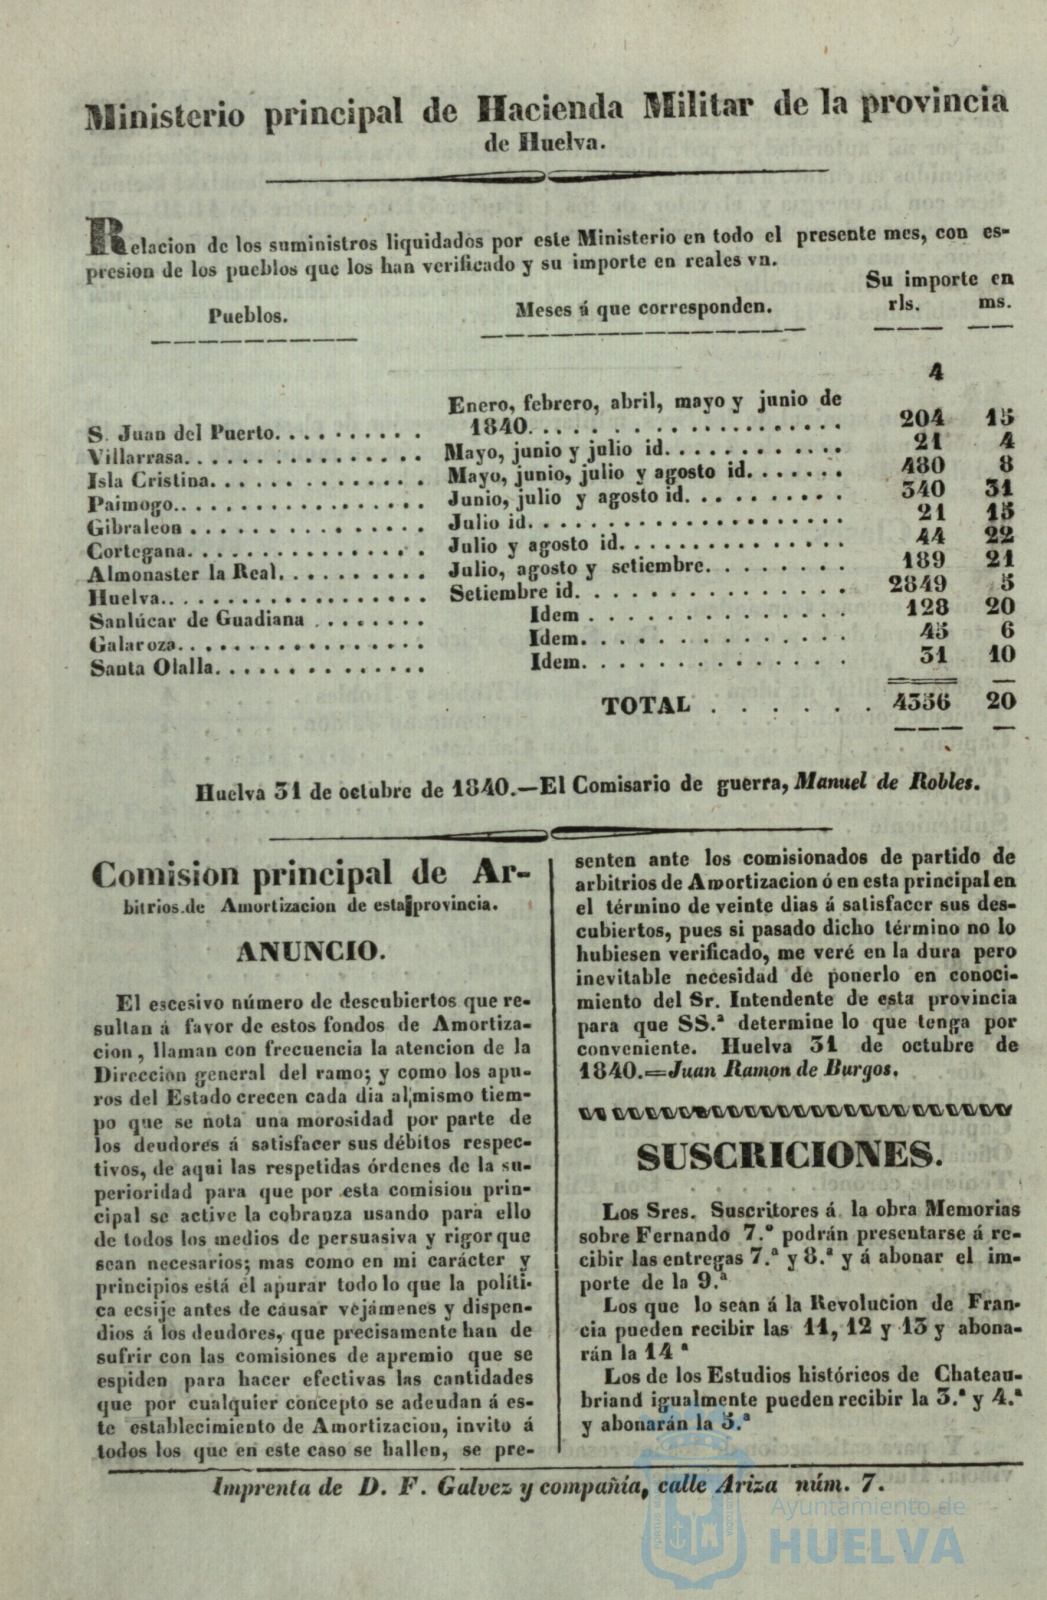 Ministerio principal de Hacienda Militar de la provincia
de Huelva.
Relacion de los suministros liquidados por este Ministerio en todo el presente mes, con es-
presion de los pueblos que los han verificado y su importe en reales vn.
Su importe en
Pueblos. Meses á que corresponden. rls. ms.
4
Enero, febrero, abril, mayo y junio de
S. Juan del Puerto. . . . . . . . . . 1840. . . . . . . . . . . . . . . . . . 204 15
Villarrasa. . . . . . . . . . . . . . . . Mayo, junio y julio id. . . . . . . . . . . . 21 4
Isla Cristina. . . . . . . . . . . . . . Mayo, junio, julio y agosto id. . . . . . . 480 8
Paimogo. . . . . . . . . . . . . . . . . Junio, julio y agosto id. . . . . . . . . . 340 31
Gibraleon . . . . . . . . . . . . . . . Julio id. . . . . . . . . . . . . . . . . . . 21 15
Cortegana. . . . . . . . . . . . . . . . Julio y agosto id. . . . . . . . . . . . . . 44 22
Almonaster la Real. . . . . . . . . . Julio, agosto y setiembre. . . . . . . . 189 21
Huelva. . . . . . . . . . . . . . . . . . Setiembre id. . . . . . . . . . . . . . . . 2849 5
Sanlúcar de Guadiana . . . . . . . . Idem . . . . . . . . . . . . . 128 20
Galaroza. . . . . . . . . . . . . . . . . Idem. . . . . . . . . . . . . . 45 6
Santa Olalla. . . . . . . . . . . . . . Idem. . . . . . . . . . . . . . 31 10
TOTAL . . . . . . . 4356 20
Huelva 31 de octubre de 1840.—El Comisario de guerra, Manuel de Robles.
Comision principal de Ar-
bitrios de Amortizacion de esta provincia.
ANUNCIO.
El escesivo número de descubiertos que re-
sultan á favor de estos fondos de Amortiza-
cion, llaman con frecuencia la atencion de la
Direccion general del ramo; y como los apu-
ros del Estado crecen cada dia al mismo tiem-
po que se nota una morosidad por parte de
los deudores á satisfacer sus débitos respec-
tivos, de aqui las respetidas órdenes de la su-
perioridad para que por esta comision prin-
cipal se active la cobranza usando para ello
de todos los medios de persuasiva y rigor que
sean necesarios; mas como en mi carácter y
principios está el apurar todo lo que la políti-
ca ecsije antes de causar vejámenes y dispen-
dios á los deudores, que precisamente han de
sufrir con las comisiones de apremio que se
espiden para hacer efectivas las cantidades
que por cualquier concepto se adeudan á es-
te establecimiento de Amortizacion, invito á
todos los que en este caso se hallen, se pre-
senten ante los comisionados de partido de
arbitrios de Amortizacion ó en esta principal en
el término de veinte dias á satisfacer sus des-
cubiertos, pues si pasado dicho término no lo
hubiesen verificado, me veré en la dura pero
inevitable necesidad de ponerlo en conoci-
miento del Sr. Intendente de esta provincia
para que SS.ª determine lo que tenga por
conveniente. Huelva 31 de octubre de
1840.=Juan Ramon de Burgos.
SUSCRICIONES.
Los Sres. Suscritores á la obra Memorias
sobre Fernando 7.º podrán presentarse á re-
cibir las entregas 7.ª y 8.ª y á abonar el im-
porte de la 9.ª
Los que lo sean á la Revolucion de Fran-
cia pueden recibir las 11, 12 y 13 y abona-
rán la 14 ª
Los de los Estudios históricos de Chateau-
briand igualmente pueden recibir la 3.ª y 4.ª
y abonarán la 5.ª
Imprenta de D. F. Galvez y compañía, calle Ariza núm. 7.
Ayuntamiento de
HUELVA